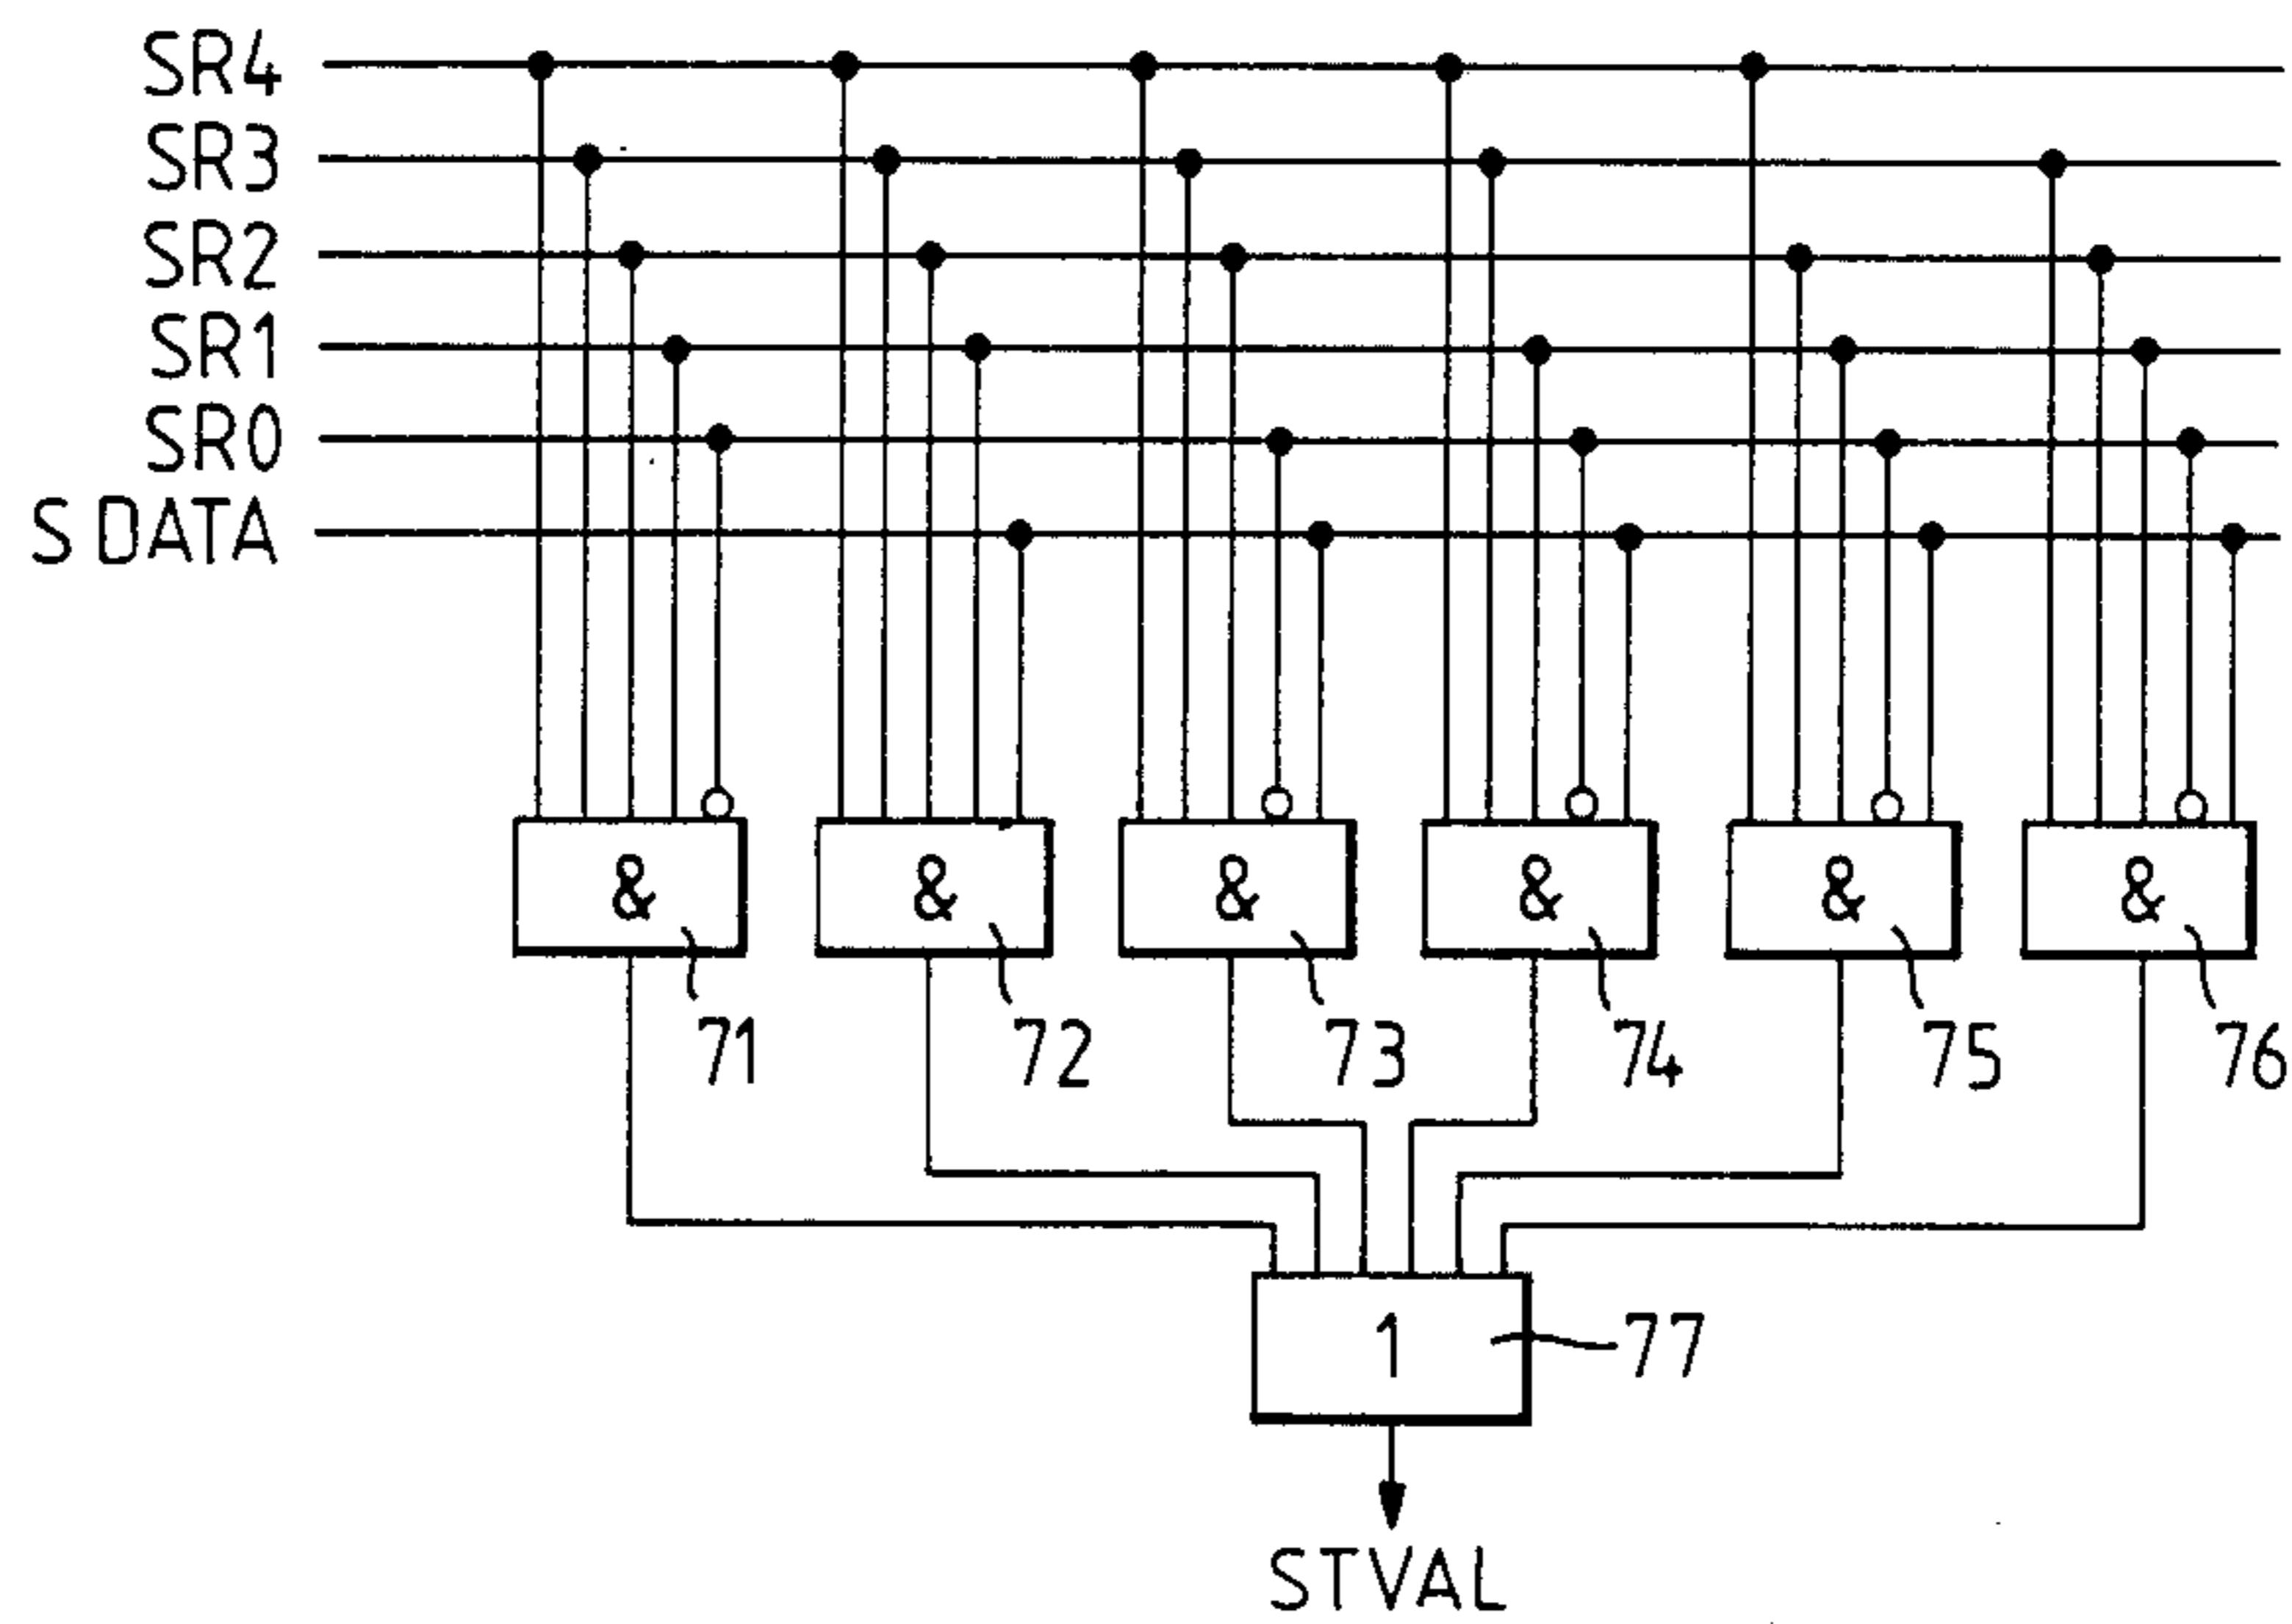 SR4
SR3
SR2
SR1
SR0
S DATA
& & & & & &
71 72 73 74 75 76
1 77
STVAL